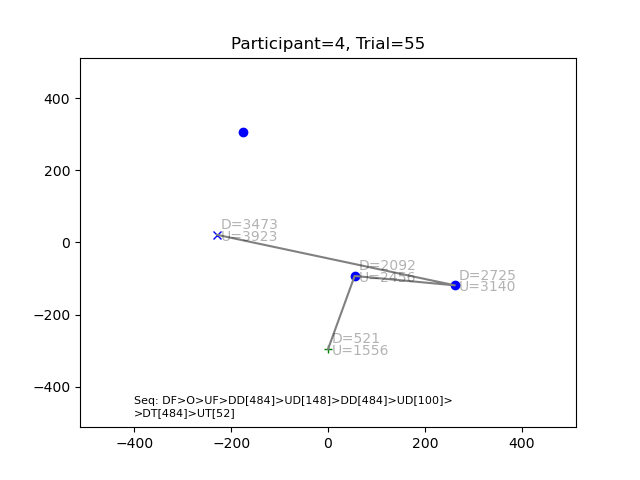 Participant=4, Trial=55
400
200
0
−200
−400
D=3473
U=3923
D=2092
U=2456
D=2725
U=3140
D=521
U=1556
Seq: DF>O>UF>DD[484]>UD[148]>DD[484]>UD[100]>
>DT[484]>UT[52]
−400
−200
0
200
400